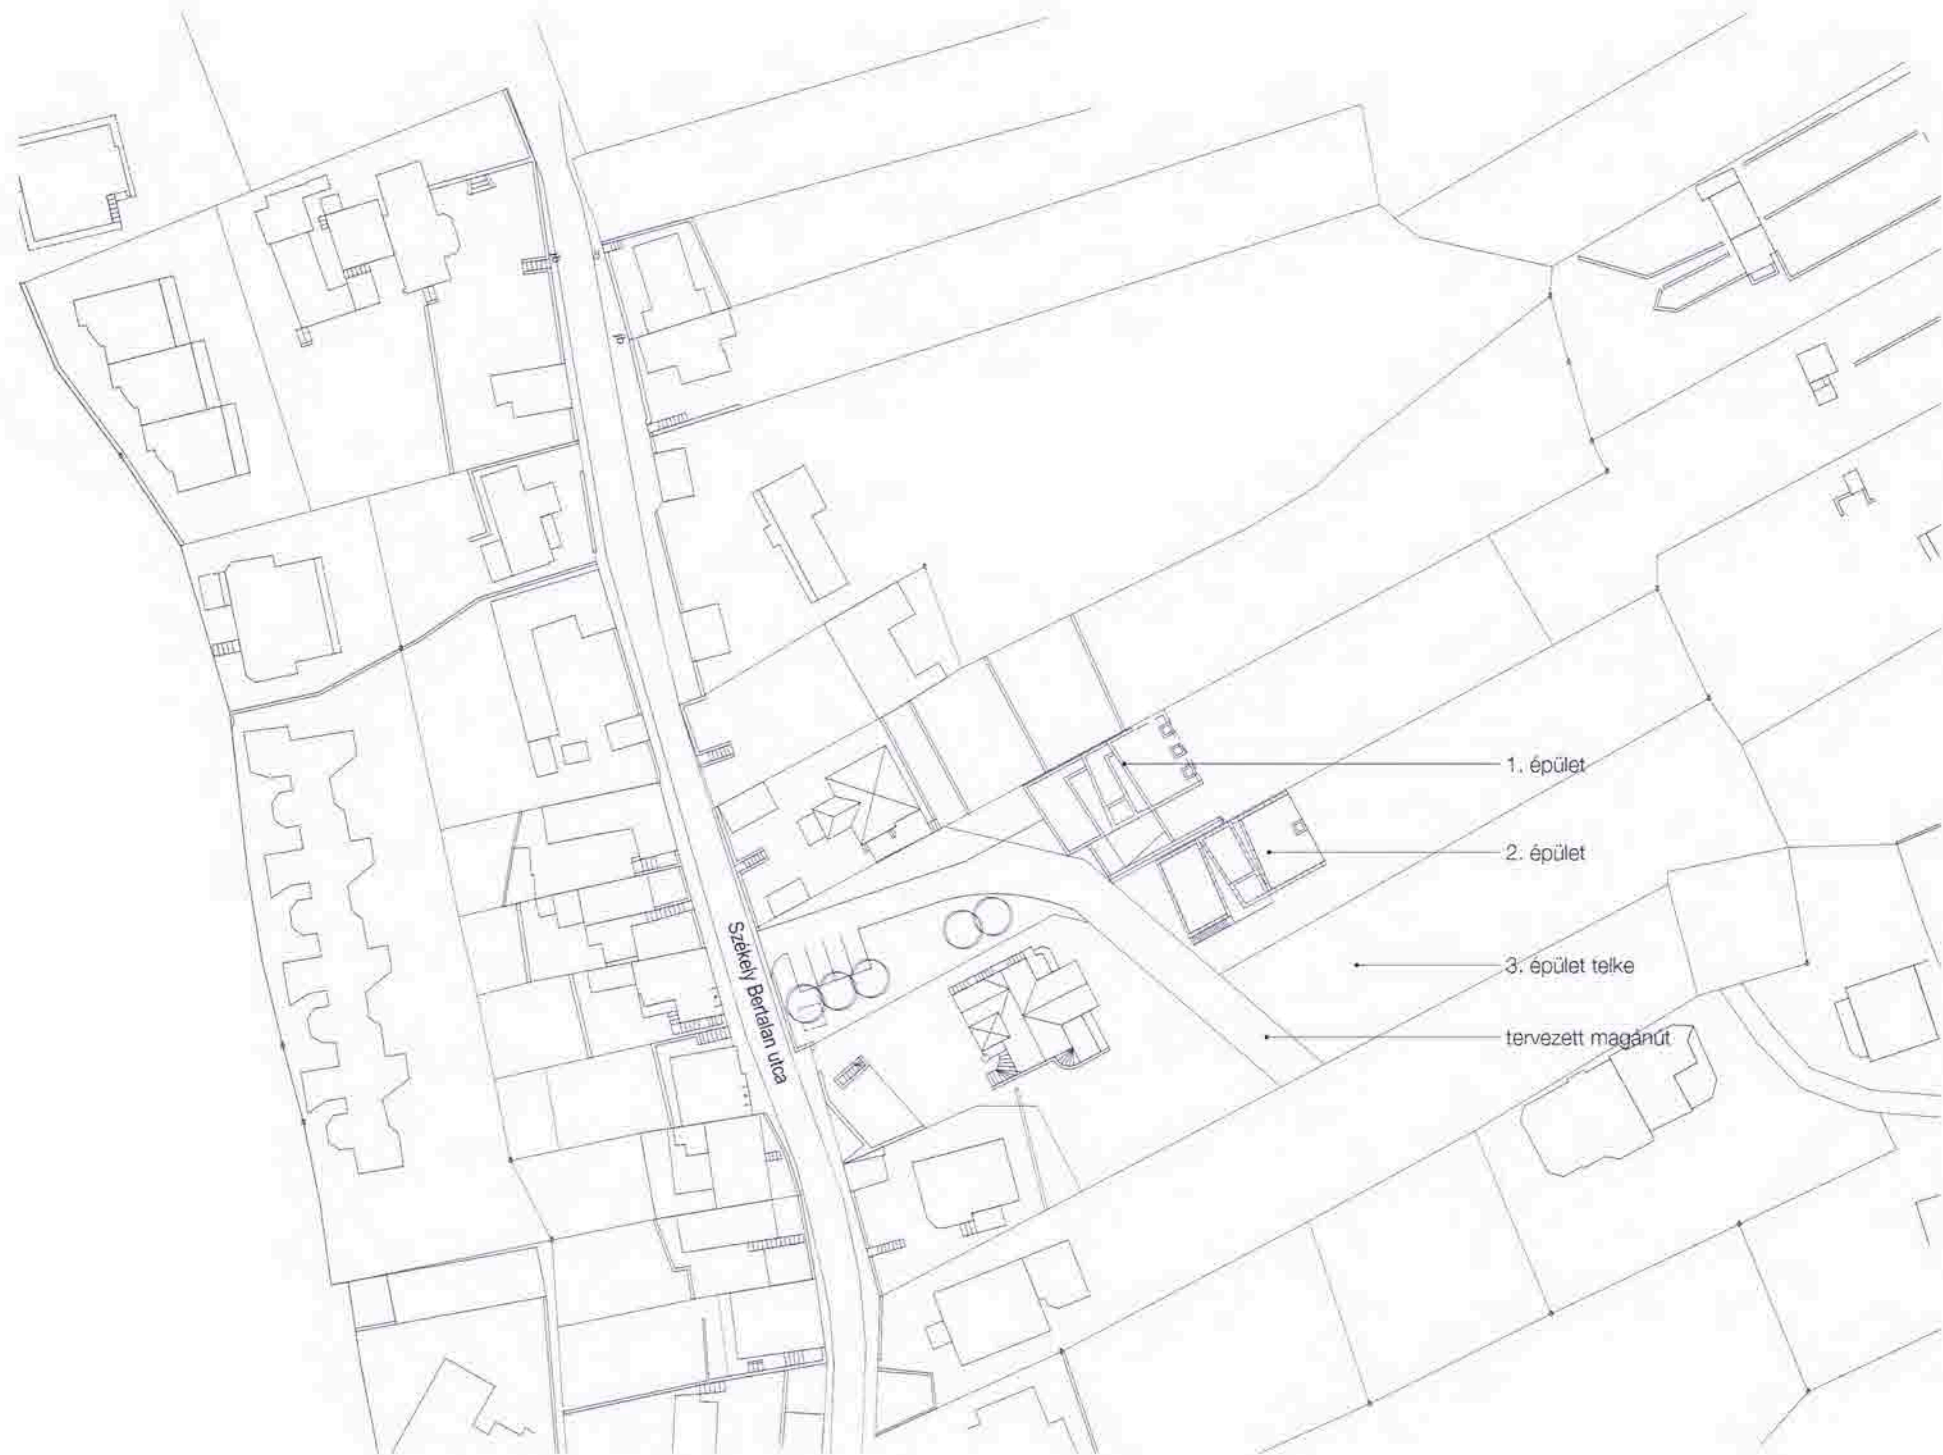 1. épület
2. épület
Székely Bertalan utca
3. épület telke
tervezett magánút